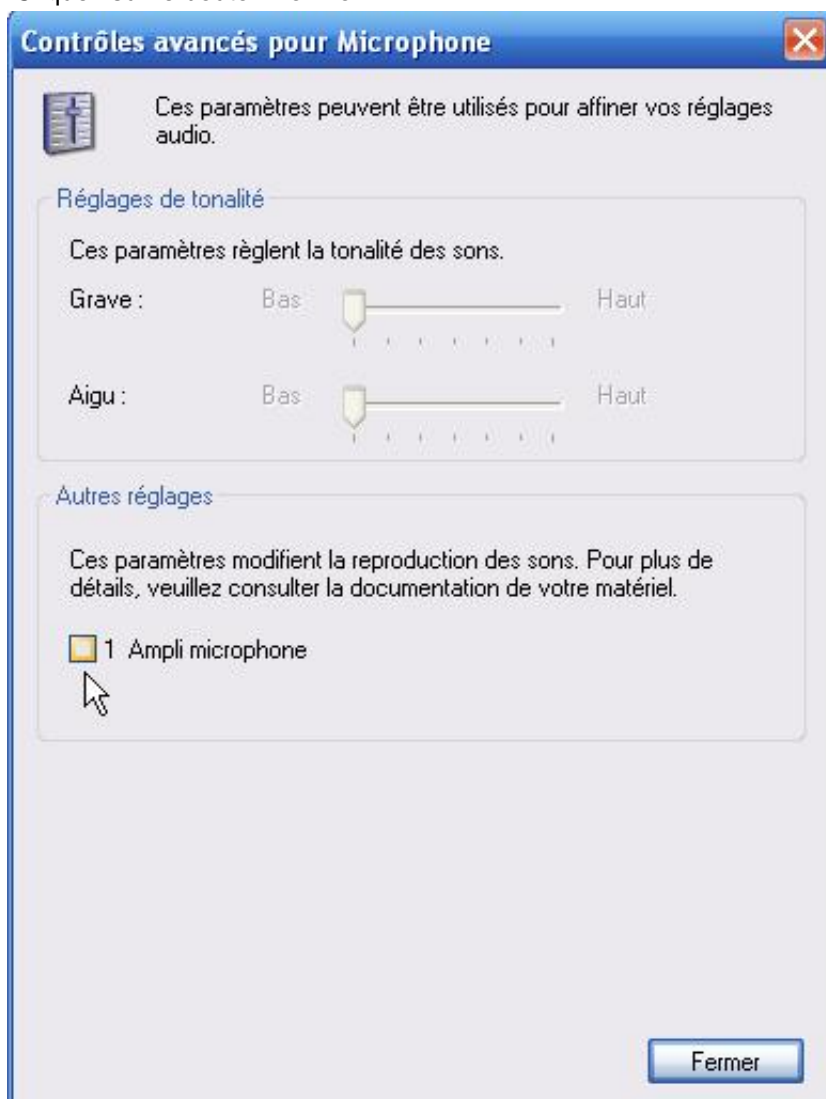 Contrôles avancés pour Microphone
Ces paramètres peuvent être utilisés pour affiner vos réglages
audio.
Réglages de tonalité
Ces paramètres règlent la tonalité des sons.
Grave : Bas Haut
Aigu : Bas Haut
Autres réglages
Ces paramètres modifient la reproduction des sons. Pour plus de
détails, veuillez consulter la documentation de votre matériel.
1 Ampli microphone
Fermer